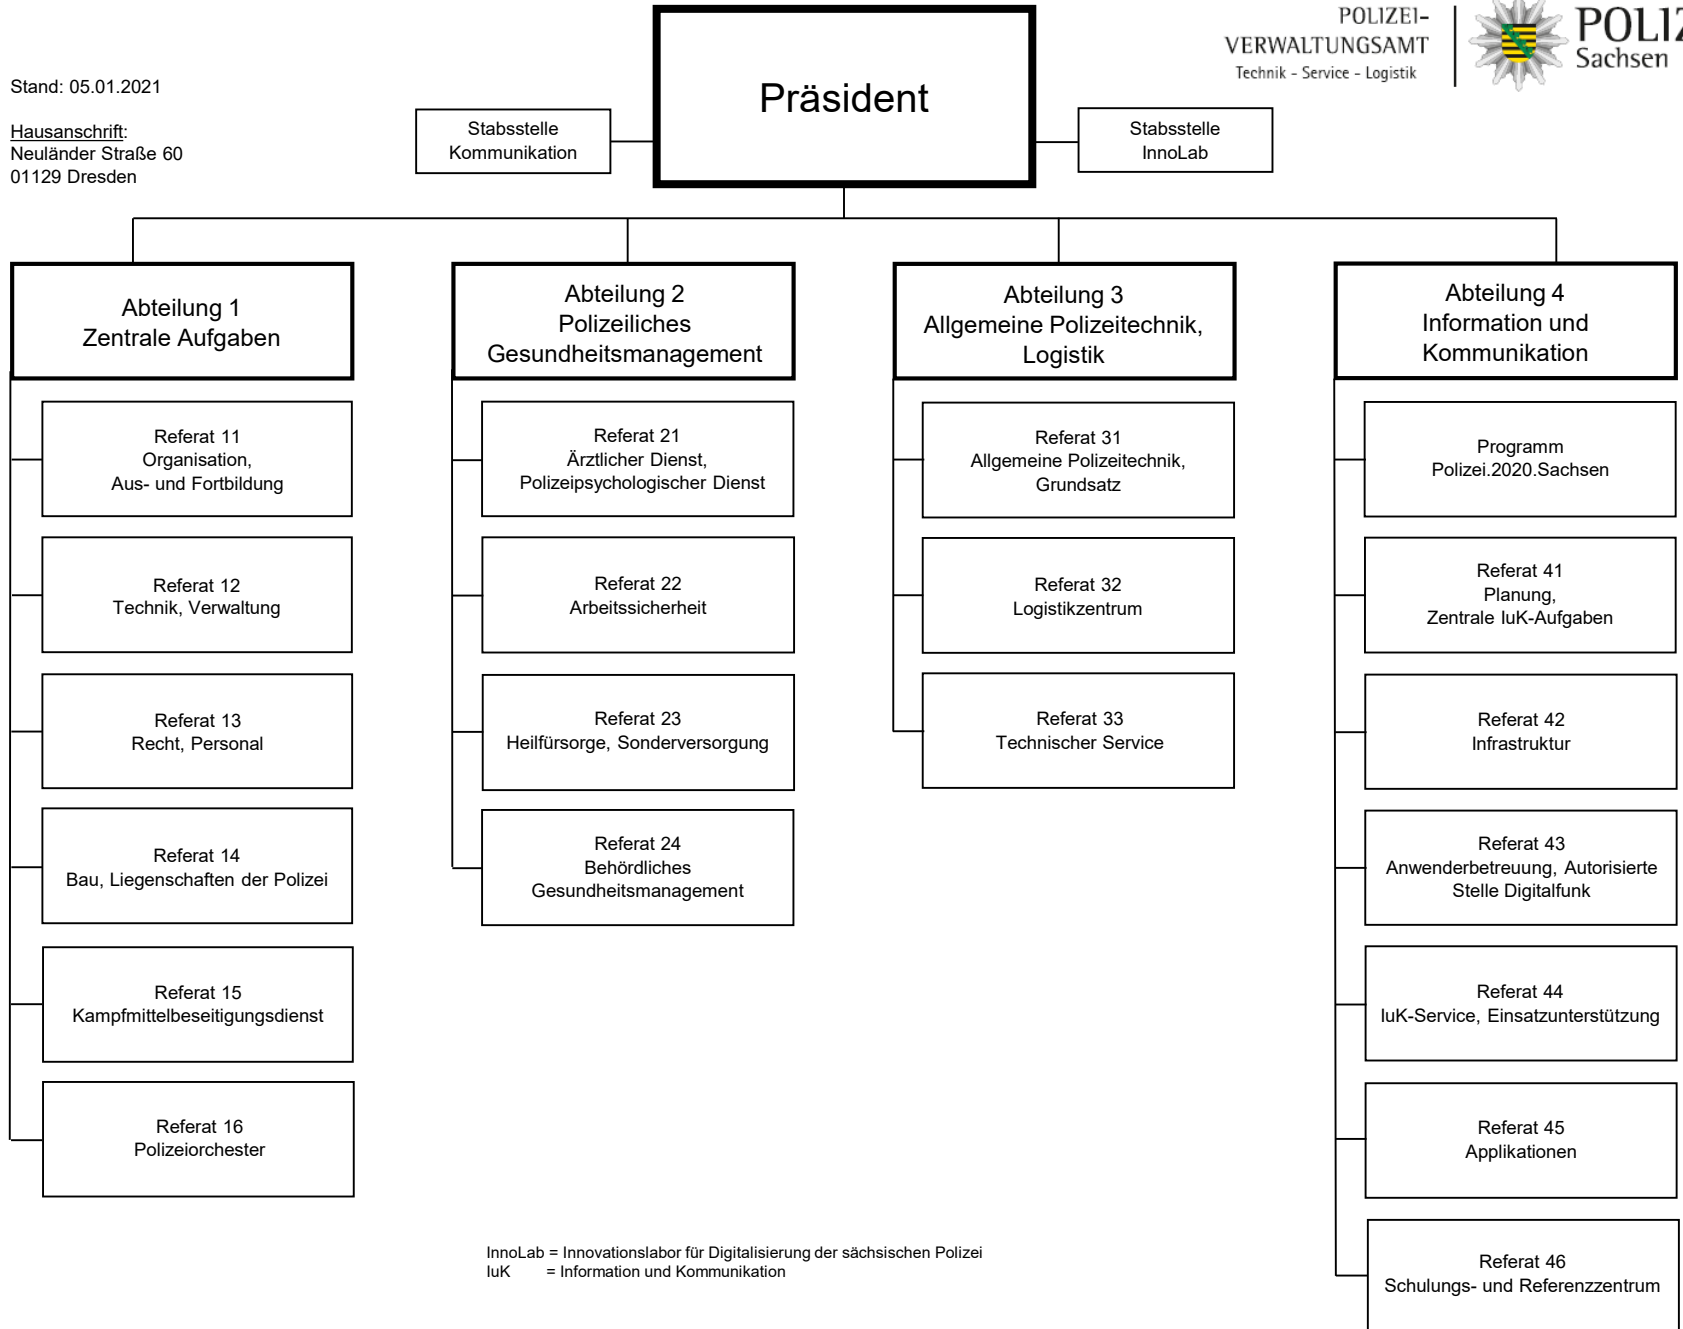 POLIZEI-
VERWALTUNGSAMT
Technik - Service - Logistik
Sachsen
Stand: 05.01.2021
Hausanschrift:
Neuländer Straße 60
01129 Dresden
Präsident
Stabsstelle
Kommunikation
Stabsstelle
InnoLab
Abteilung 1
Zentrale Aufgaben
Referat 11
Organisation,
Aus- und Fortbildung
Referat 12
Technik, Verwaltung
Referat 13
Recht, Personal
Referat 14
Bau, Liegenschaften der Polizei
Referat 15
Kampfmittelbeseitigungsdienst
Referat 16
Polizeiorchester
Abteilung 2
Polizeiliches
Gesundheitsmanagement
Referat 21
Ärztlicher Dienst,
Polizeipsychologischer Dienst
Referat 22
Arbeitssicherheit
Referat 23
Heilfürsorge, Sonderversorgung
Referat 24
Behördliches
Gesundheitsmanagement
Abteilung 3
Allgemeine Polizeitechnik,
Logistik
Referat 31
Allgemeine Polizeitechnik,
Grundsatz
Referat 32
Logistikzentrum
Referat 33
Technischer Service
Abteilung 4
Information und
Kommunikation
Programm
Polizei.2020.Sachsen
Referat 41
Planung,
Zentrale IuK-Aufgaben
Referat 42
Infrastruktur
Referat 43
Anwenderbetreuung, Autorisierte
Stelle Digitalfunk
Referat 44
IuK-Service, Einsatzunterstützung
Referat 45
Applikationen
Referat 46
Schulungs- und Referenzzentrum
InnoLab = Innovationslabor für Digitalisierung der sächsischen Polizei
IuK = Information und Kommunikation